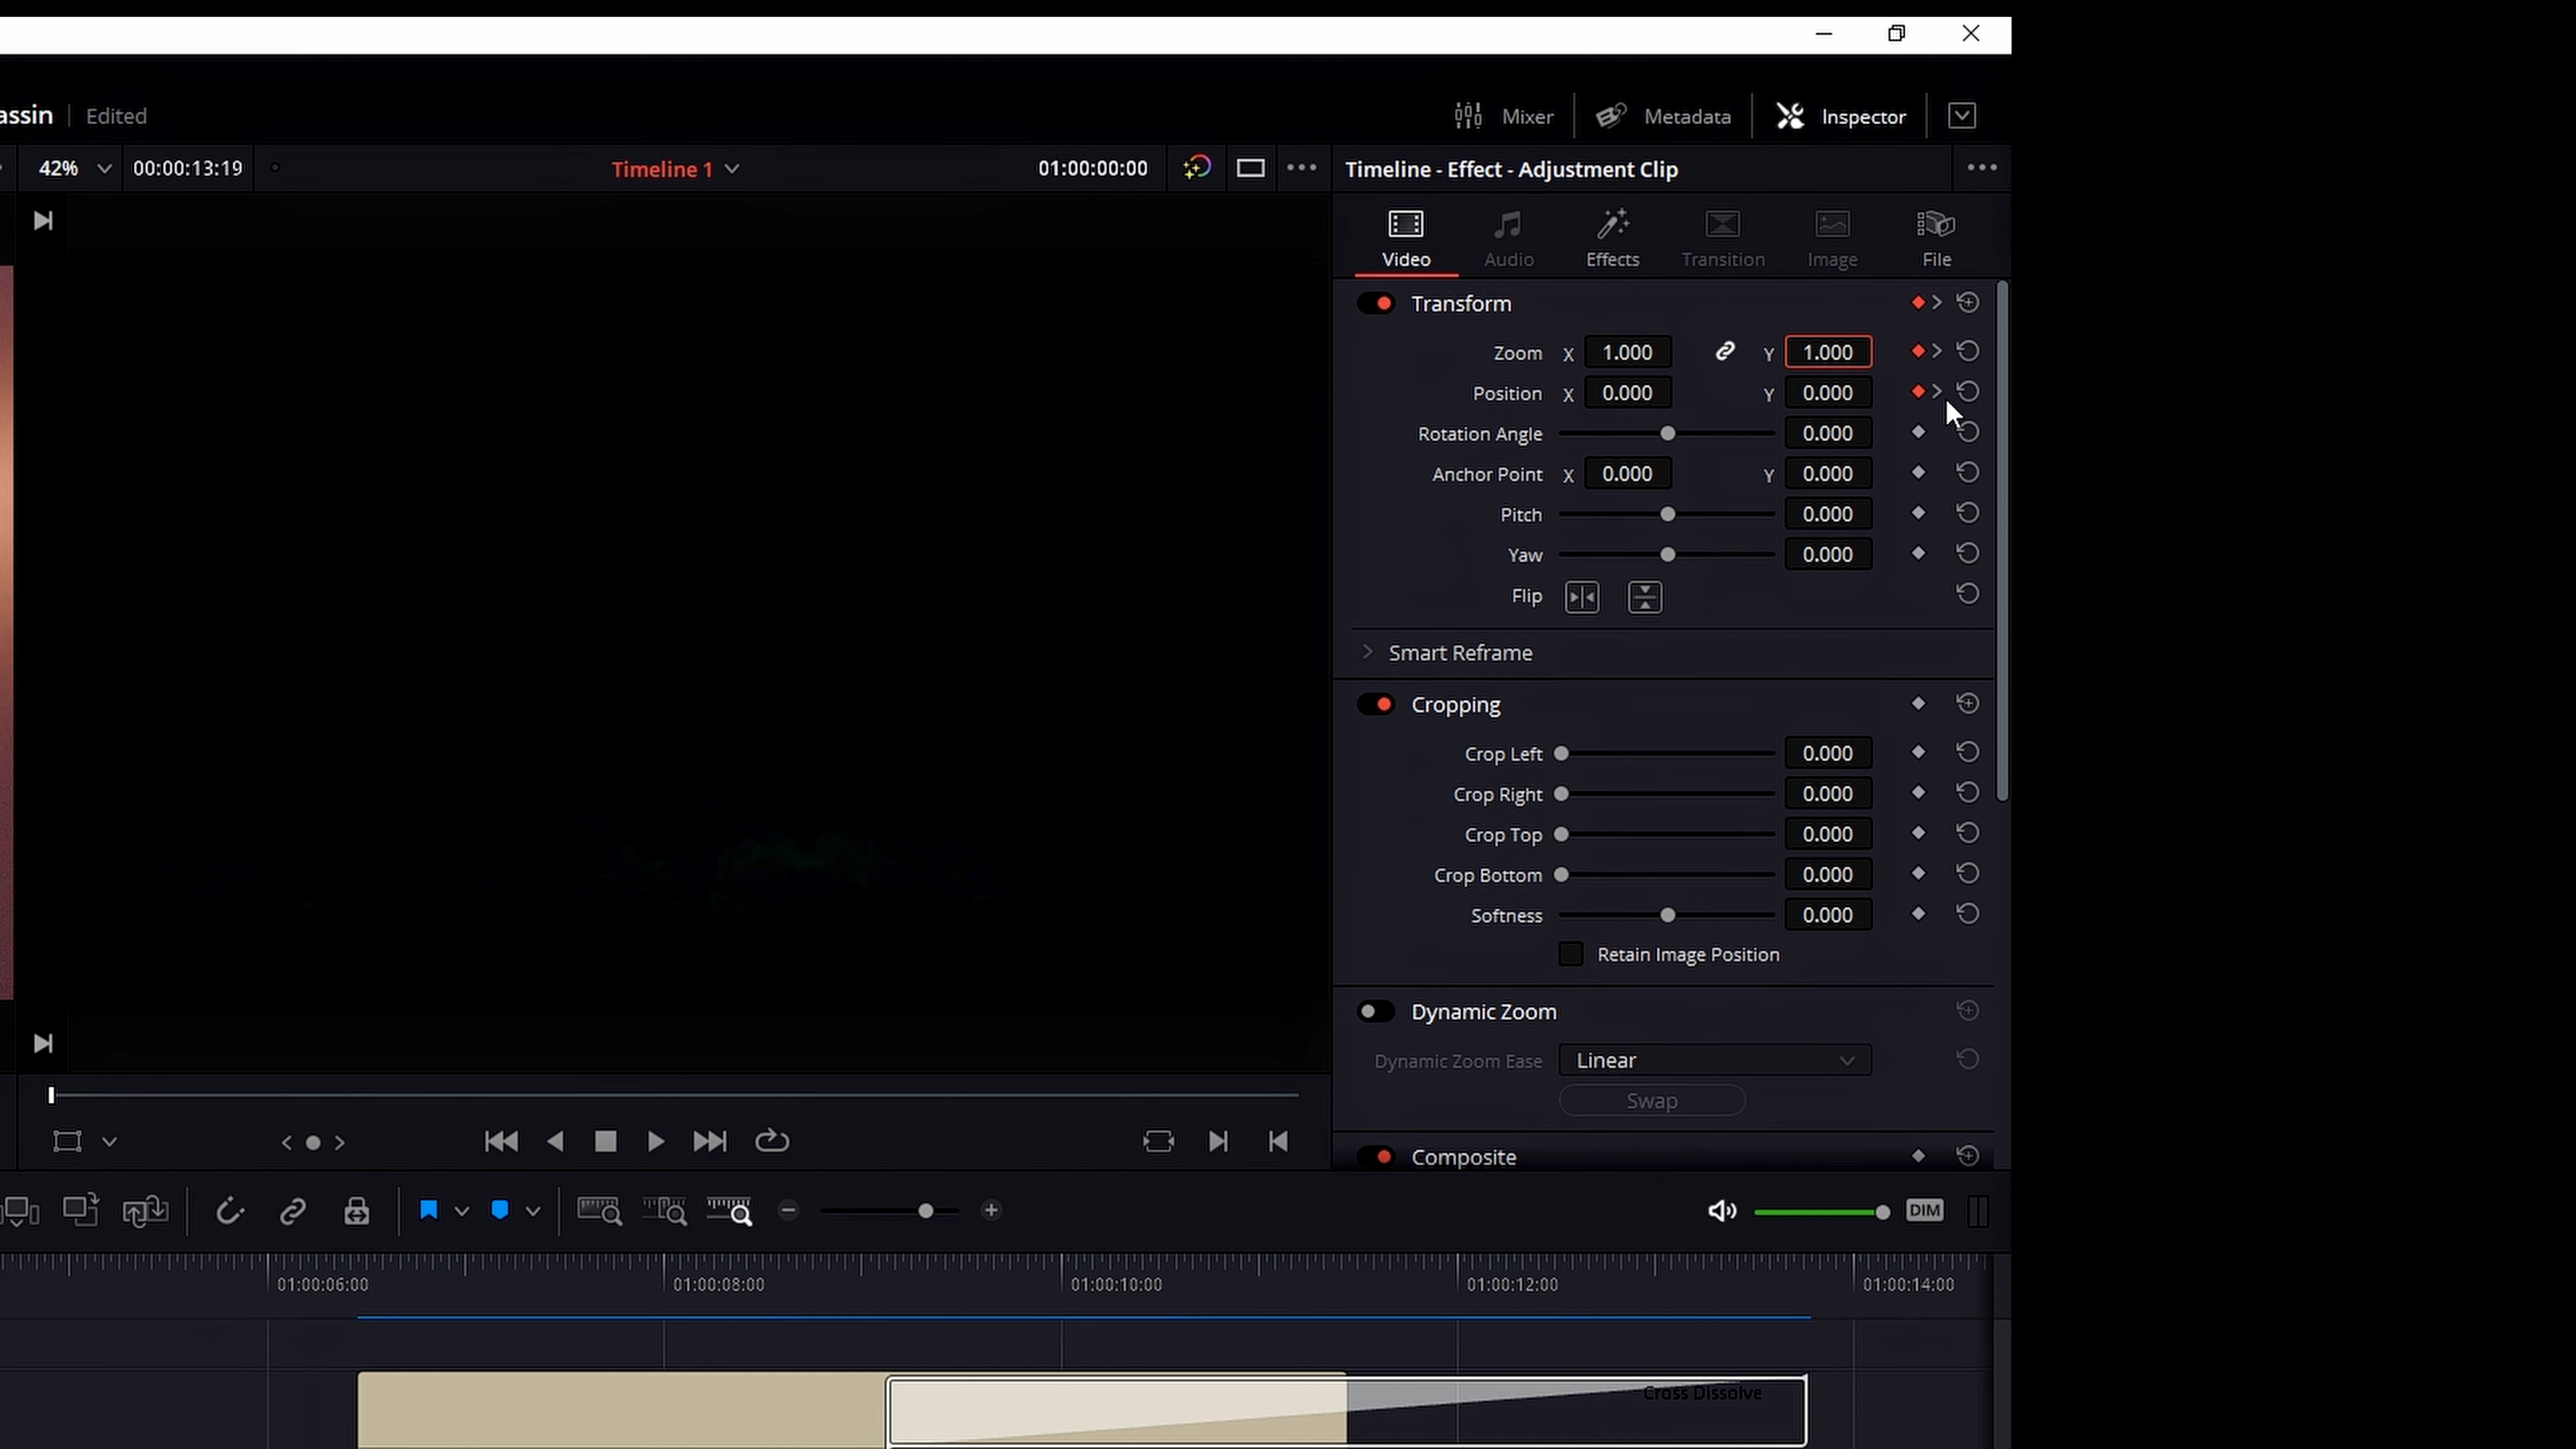 assin Edited Mixer Metadata Inspector
42% 00:00:13:19 Timeline 1 01:00:00:00 Timeline - Effect - Adjustment Clip
Video Audio Effects Transition Image File
Transform
Zoom X 1.000 Y 1.000
Position X 0.000 Y 0.000
Rotation Angle 0.000
Anchor Point X 0.000 Y 0.000
Pitch 0.000
Yaw 0.000
Flip
Smart Reframe
Cropping
Crop Left 0.000
Crop Right 0.000
Crop Top 0.000
Crop Bottom 0.000
Softness 0.000
Retain Image Position
Dynamic Zoom
Dynamic Zoom Ease Linear
Swap
Composite
DIM
01:00:06:00 01:00:08:00 01:00:10:00 01:00:12:00 01:00:14:00
Cross Dissolve